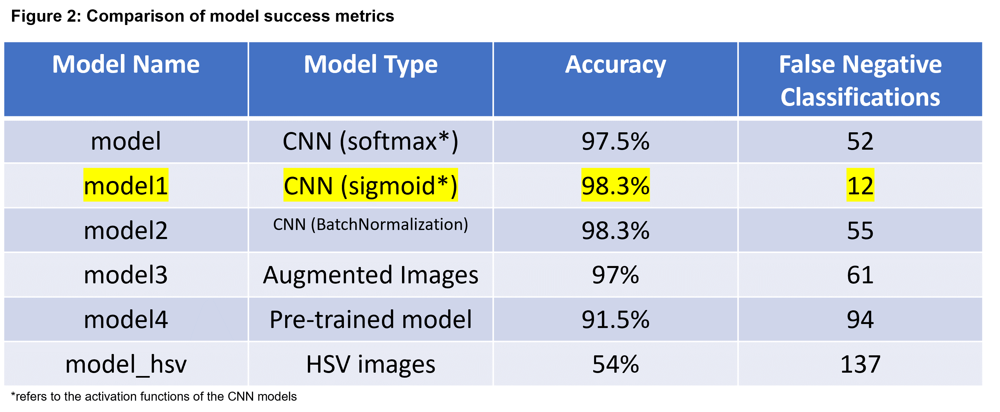 Figure 2: Comparison of model success metrics
Model Name Model Type Accuracy False Negative
Classifications
model CNN (softmax*) 97.5% 52
model1 CNN (sigmoid*) 98.3% 12
model2 CNN (BatchNormalization) 98.3% 55
model3 Augmented Images 97% 61
model4 Pre-trained model 91.5% 94
model_hsv HSV images 54% 137
*refers to the activation functions of the CNN models